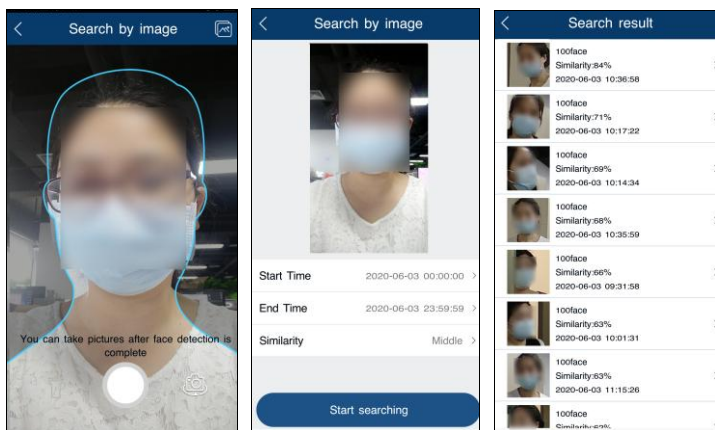 Search by image
You can take pictures after face detection is
complete
Search by image
Start Time 2020-06-03 00:00:00 >
End Time 2020-06-03 23:59:59 >
Similarity Middle >
Start searching
Search result
100face
Similarity:84%
2020-06-03 10:36:58
100face
Similarity:71%
2020-06-03 10:17:22
100face
Similarity:69%
2020-06-03 10:14:34
100face
Similarity:68%
2020-06-03 10:35:59
100face
Similarity:66%
2020-06-03 09:31:58
100face
Similarity:63%
2020-06-03 10:01:31
100face
Similarity:63%
2020-06-03 11:15:26
100face
Similarity:62%